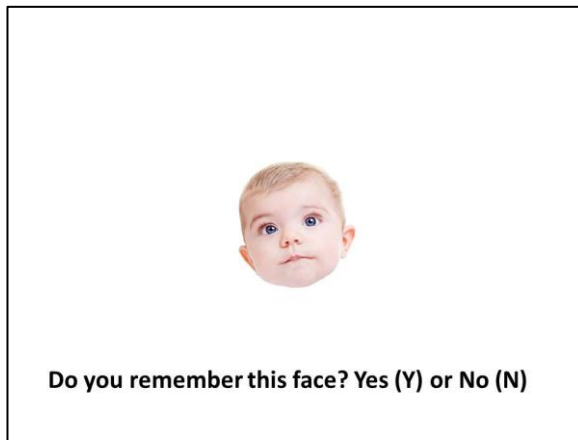 Do you remember this face? Yes (Y) or No (N)